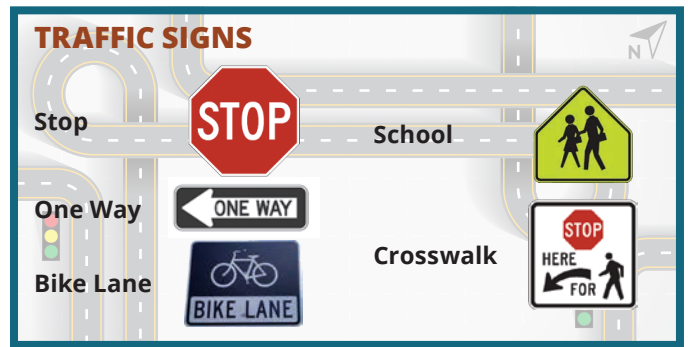 TRAFFIC SIGNS
N
Stop
STOP
School
One Way
ONE WAY
Bike Lane
BIKE LANE
Crosswalk
STOP
HERE
FOR